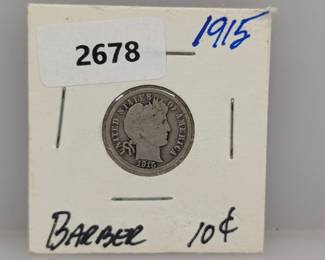 2678
1915
UNITED STATES OF AMERICA
1915
BARBER 10¢